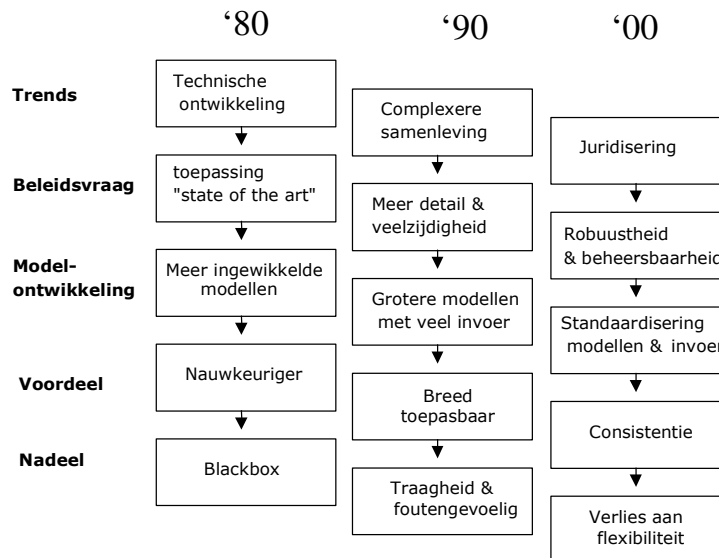 ‘80
‘90
‘00
Trends
Technische
ontwikkeling
Complexere
samenleving
Juridisering
Beleidsvraag
toepassing
"state of the art"
Meer detail &
veelzijdigheid
Robuustheid
& beheersbaarheid
Model-
ontwikkeling
Meer ingewikkelde
modellen
Grotere modellen
met veel invoer
Standaardisering
modellen & invoer
Voordeel
Nauwkeuriger
Breed
toepasbaar
Consistentie
Nadeel
Blackbox
Traagheid &
foutengevoelig
Verlies aan
flexibiliteit